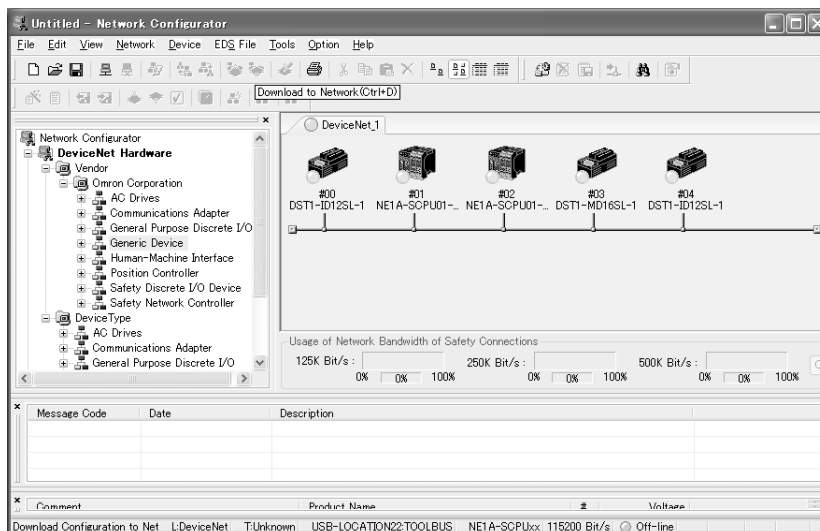 Untitled - Network Configurator
File Edit View Network Device EDS File Tools Option Help
Download to Network(Ctrl+D)
Network Configurator
DeviceNet Hardware
Vendor
Omron Corporation
AC Drives
Communications Adapter
General Purpose Discrete I/O
Generic Device
Human-Machine Interface
Position Controller
Safety Discrete I/O Device
Safety Network Controller
DeviceType
AC Drives
Communications Adapter
General Purpose Discrete I/O
DeviceNet_1
#00 #01 #02 #03 #04
DST1-ID12SL-1 NE1A-SCPU01-... NE1A-SCPU01-... DST1-MD16SL-1 DST1-ID12SL-1
Usage of Network Bandwidth of Safety Connections
125K Bit/s : 250K Bit/s : 500K Bit/s :
0% 0% 100% 0% 0% 100% 0% 0% 100%
Message Code Date Description
Comment Product Name # Voltage
Download Configuration to Net L:DeviceNet T:Unknown USB-LOCATION22:TOOLBUS NE1A-SCPUxx 115200 Bit/s Off-line